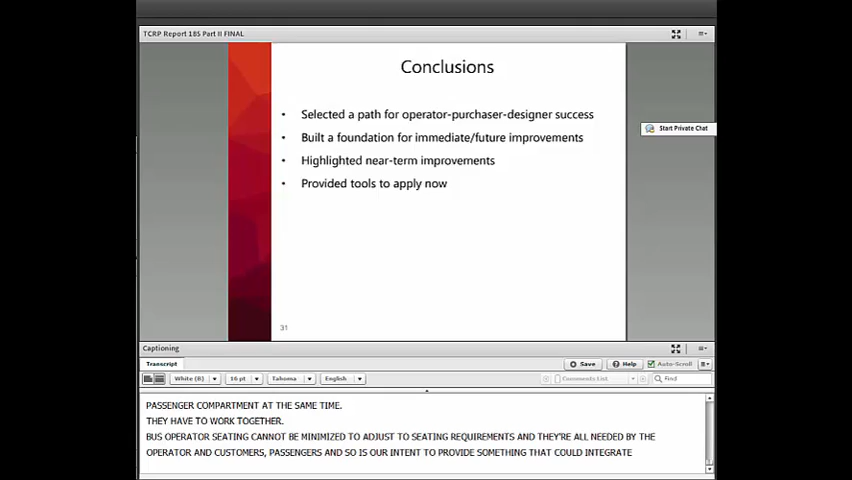 TCRP Report 185 Part II FINAL
Conclusions
• Selected a path for operator-purchaser-designer success
• Built a foundation for immediate/future improvements
• Highlighted near-term improvements
• Provided tools to apply now
31
Start Private Chat
Captioning
Transcript
Save
Help
Auto-Scroll
White (B)
16 pt
Tahoma
English
Comments List
Find
PASSENGER COMPARTMENT AT THE SAME TIME.
THEY HAVE TO WORK TOGETHER.
BUS OPERATOR SEATING CANNOT BE MINIMIZED TO ADJUST TO SEATING REQUIREMENTS AND THEY'RE ALL NEEDED BY THE
OPERATOR AND CUSTOMERS, PASSENGERS AND SO IS OUR INTENT TO PROVIDE SOMETHING THAT COULD INTEGRATE